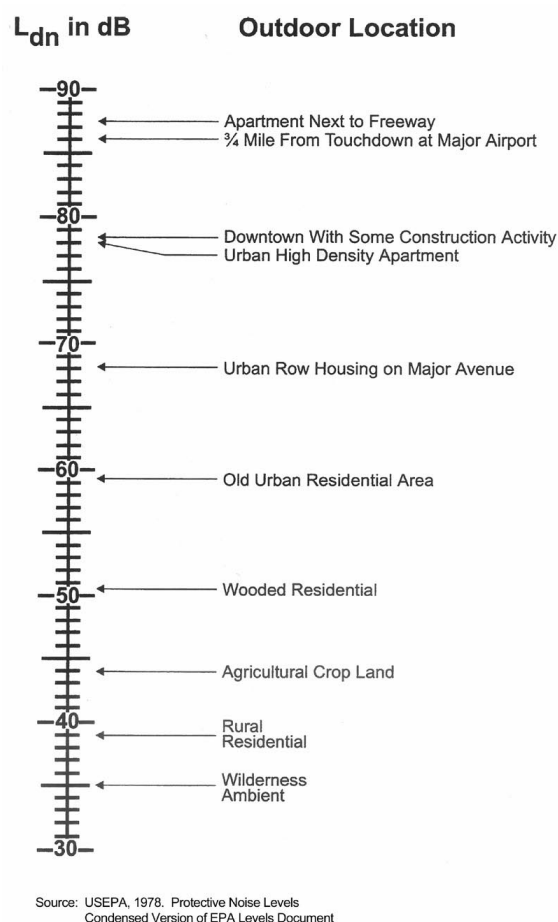 Ldn in dB Outdoor Location
90
Apartment Next to Freeway
¾ Mile From Touchdown at Major Airport
80
Downtown With Some Construction Activity
Urban High Density Apartment
70
Urban Row Housing on Major Avenue
60
Old Urban Residential Area
50
Wooded Residential
Agricultural Crop Land
40
Rural
Residential
Wilderness
Ambient
30
Source: USEPA, 1978. Protective Noise Levels
Condensed Version of EPA Levels Document